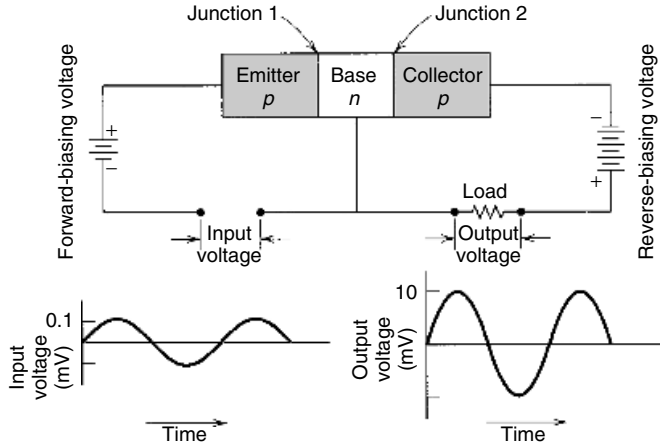 Junction 1
Junction 2
Forward-biasing voltage
Emitter
p
Base
n
Collector
p
Reverse-biasing voltage
+
−
−
+
Load
Input
voltage
Output
voltage
Input
voltage
(mV)
0.1
Time
Output
voltage
(mV)
10
Time